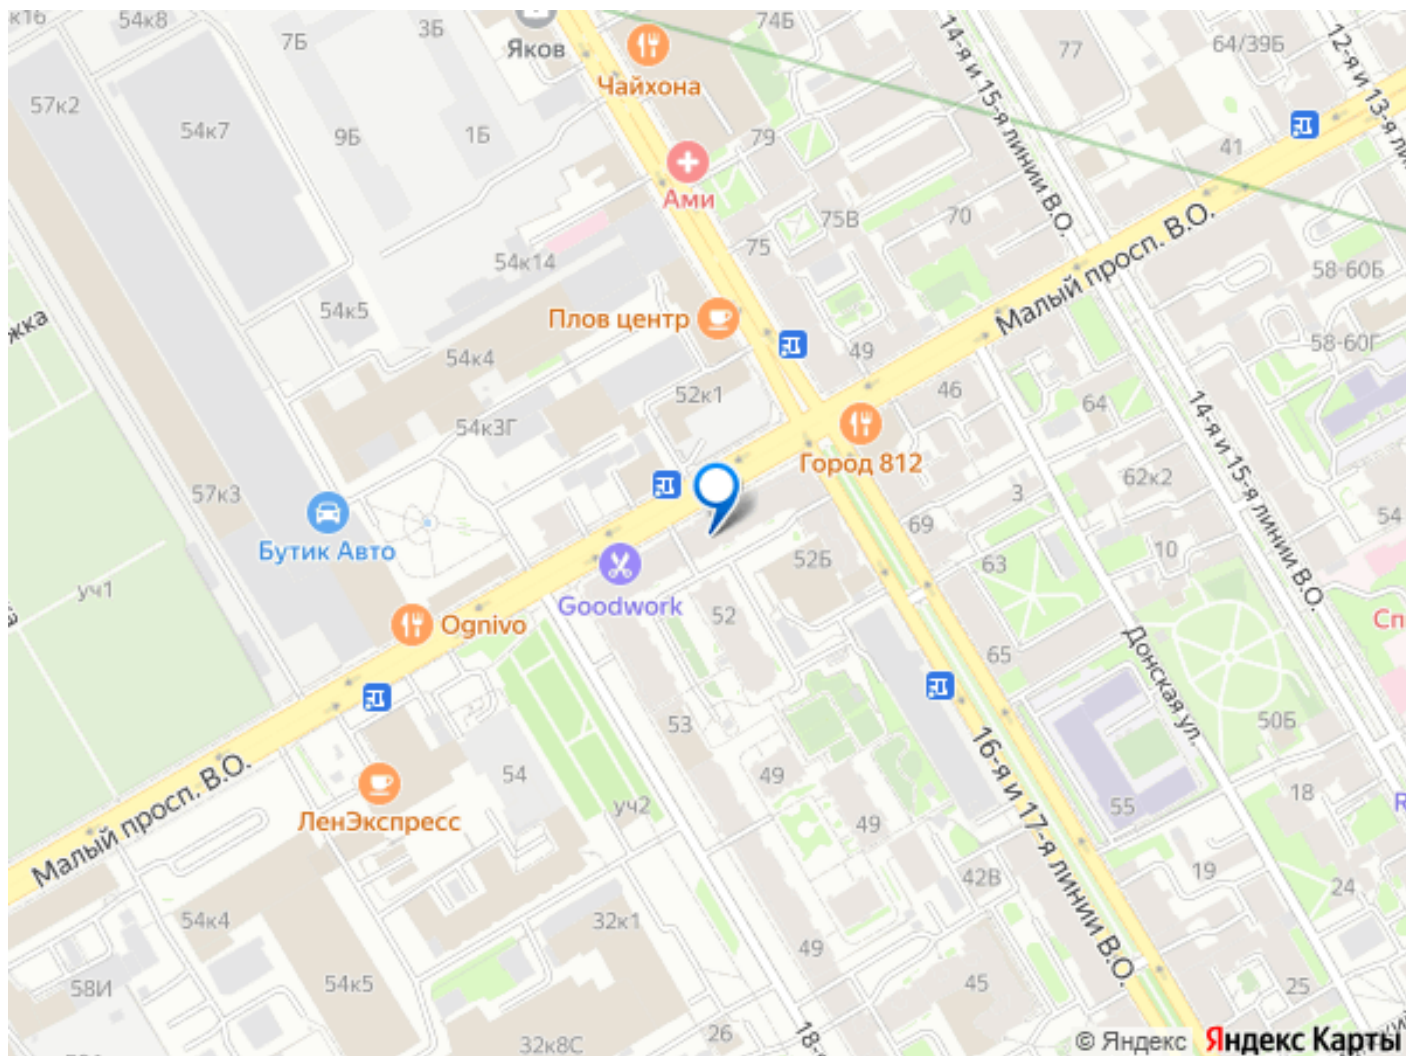 к16
54к8
7Б
3Б
Яков
74Б
14-я и 15-я линии В.О.
77
64/39Б
12-я и 13-я л
57к2
54к7
9Б
1Б
Чайхона
79
41
Ами
75В
70
75
54к14
54к5
58-60Б
Малый просп. В.О.
жка
Плов центр
49
54к4
58-60Г
52к1
46
64
14-я и 15-я линии В.О.
54к3Г
Город 812
62к2
57к3
3
54
69
Бутик Авто
10
52Б
63
уч1
Goodwork
52
Ognivo
Сп
65
Донская ул.
53
50Б
16-я и 17-я линии В.О.
49
54
18
уч2
55
Малый просп. В.О.
ЛенЭкспресс
49
19
42В
24
54к4
32к1
49
58И
54к5
45
25
18-
26
32к8С
© Яндекс Яндекс Карты